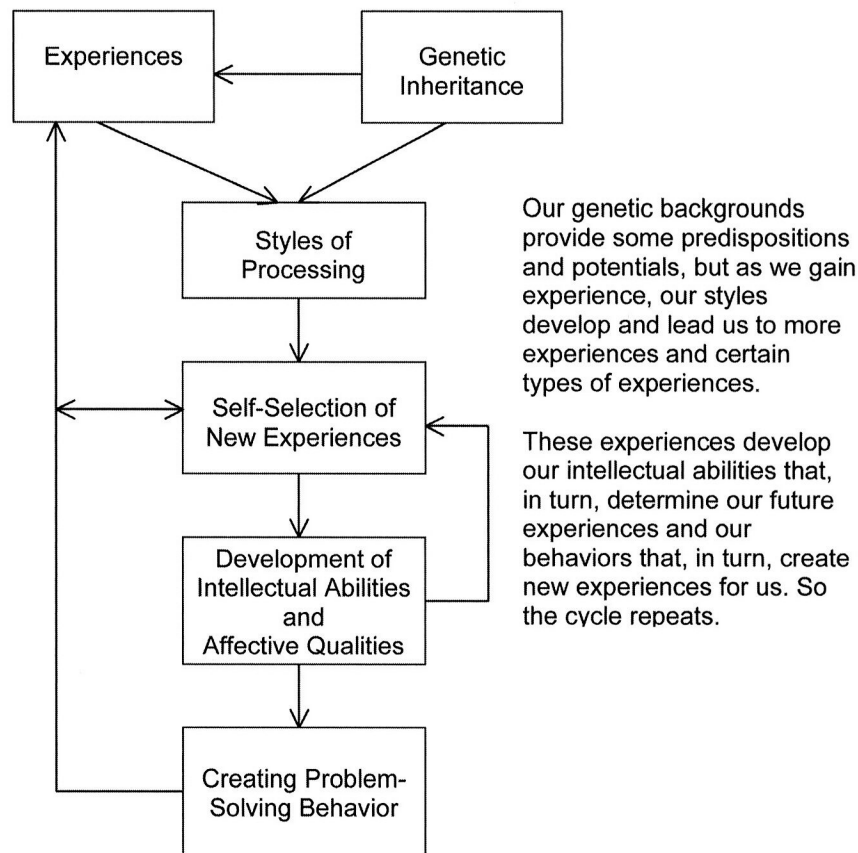 Experiences
Genetic
Inheritance
Styles of
Processing
Self-Selection of
New Experiences
Development of
Intellectual Abilities
and
Affective Qualities
Creating Problem-
Solving Behavior
Our genetic backgrounds
provide some predispositions
and potentials, but as we gain
experience, our styles
develop and lead us to more
experiences and certain
types of experiences.
These experiences develop
our intellectual abilities that,
in turn, determine our future
experiences and our
behaviors that, in turn, create
new experiences for us. So
the cycle repeats.